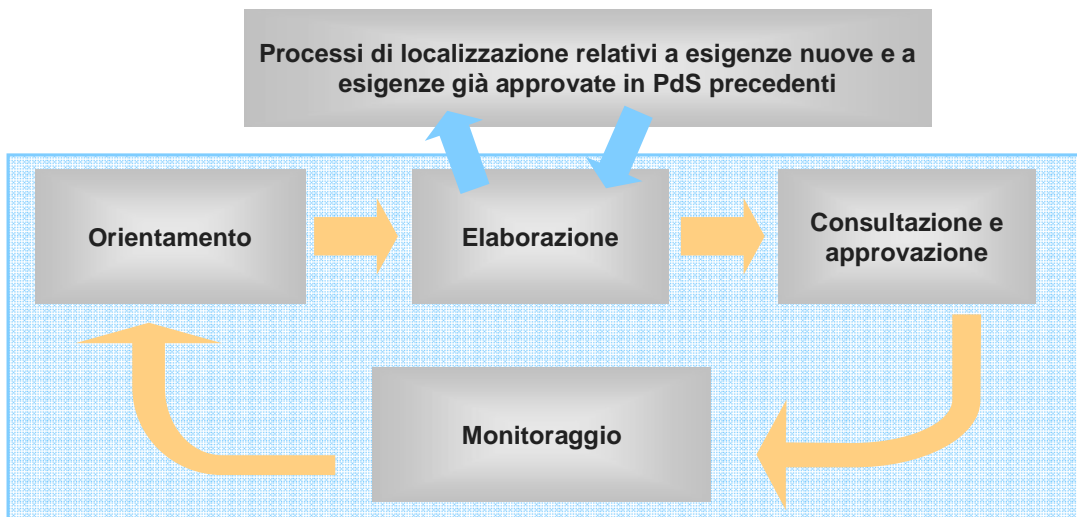 Processi di localizzazione relativi a esigenze nuove e a
esigenze già approvate in PdS precedenti
Orientamento
Elaborazione
Consultazione e
approvazione
Monitoraggio